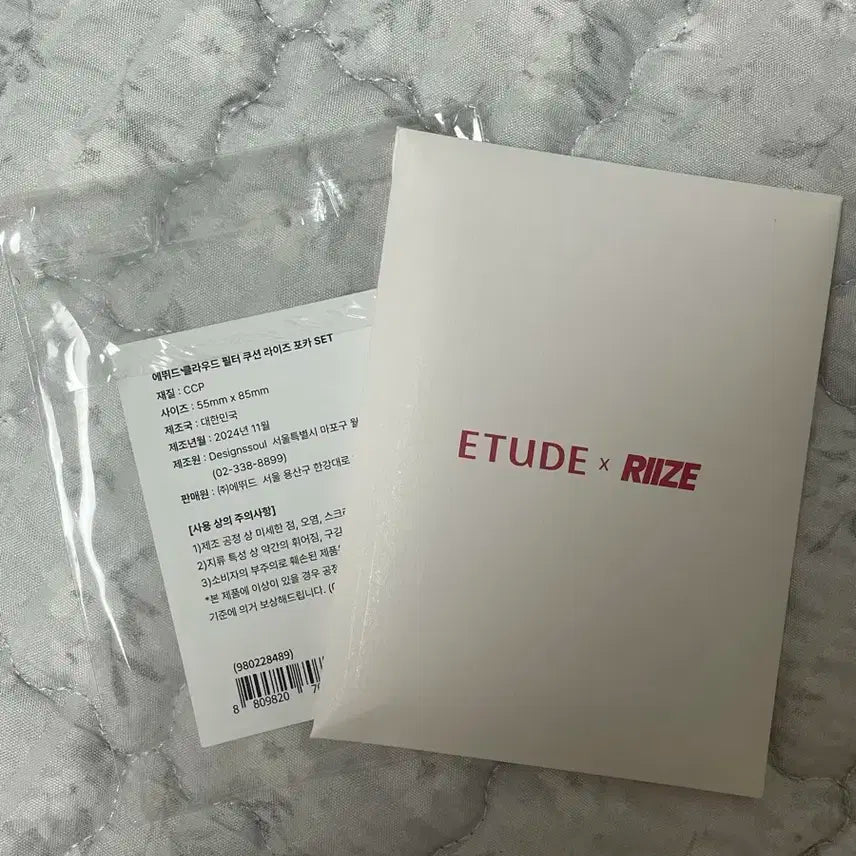 에뛰드 클라우드 필터 쿠션 라이즈 포카 SET
재질 : CCP
사이즈 : 55mm x 85mm
제조국 : 대한민국
제조년월 : 2024년 11월
제조원 : Designssoul 서울특별시 마포구
(02-338-8899)
판매원 : ㈜에뛰드 서울 용산구 한강대로
[사용 상의 주의사항]
1)제조 공정 상 미세한 점, 오염,
2)지류 특성 상 약간의 휘어짐,
3)소비자의 부주의로 훼손된
*본 제품에 이상이 있을 경우
기준에 의거 보상해드립니다.
(980228489)
8 809820
ETUDE x RIIZE